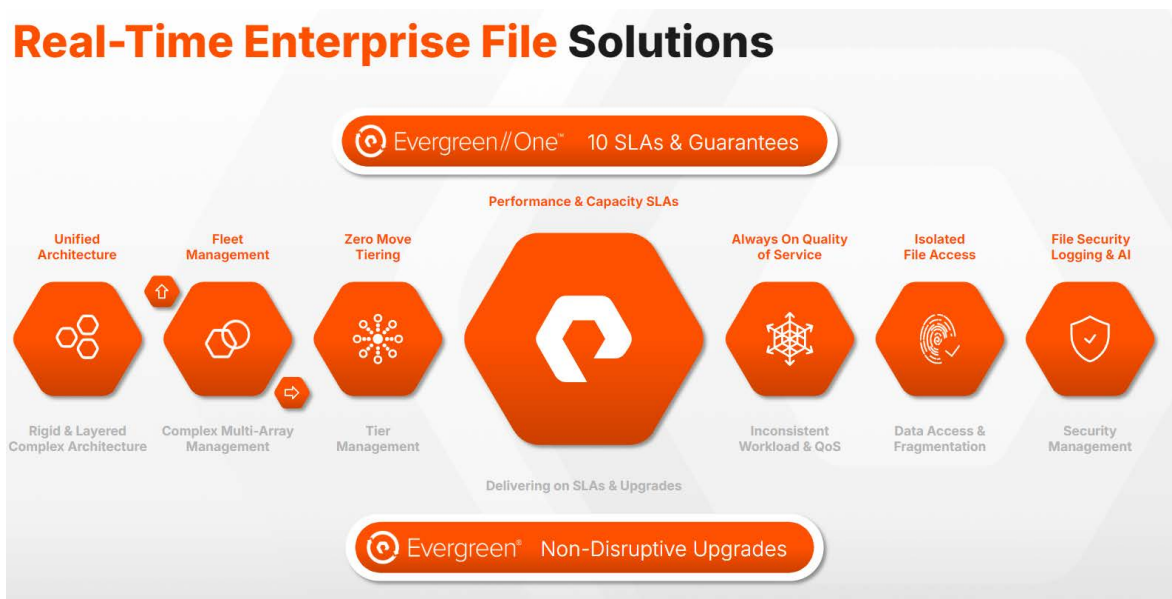 Real-Time Enterprise File Solutions
Evergreen//One™ 10 SLAs & Guarantees
Performance & Capacity SLAs
Unified
Architecture
Fleet
Management
Zero Move
Tiering
Always On Quality
of Service
Isolated
File Access
File Security
Logging & AI
Rigid & Layered
Complex Architecture
Complex Multi-Array
Management
Tier
Management
Inconsistent
Workload & QoS
Data Access &
Fragmentation
Security
Management
Delivering on SLAs & Upgrades
Evergreen® Non-Disruptive Upgrades